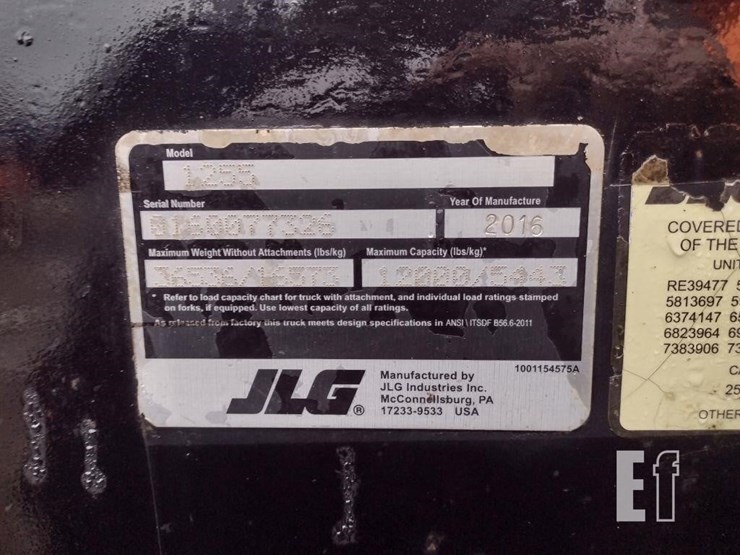 Model
1255
Serial Number
Year Of Manufacture
0160077326
2016
Maximum Weight Without Attachments (lbs/kg)
Maximum Capacity (lbs/kg)*
* Refer to load capacity chart for truck with attachment, and individual load ratings stamped
on forks, if equipped. Use lowest capacity of all ratings.
As released from factory this truck meets design specifications in ANSI \ ITSDF B56.6-2011
JLG®
Manufactured by
JLG Industries Inc.
McConnellsburg, PA
17233-9533 USA
1001154575A
COVERED
OF THE
UNIT
RE39477 5
5813697
6374147
6823964
7383906
25
OTHER
Ef